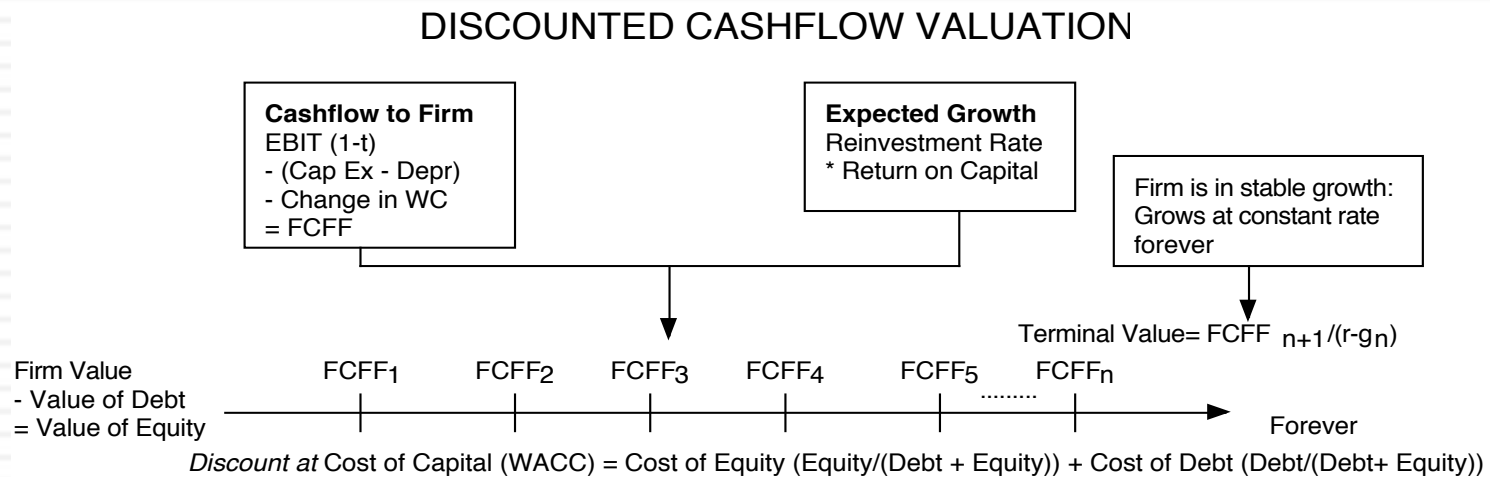 DISCOUNTED CASHFLOW VALUATION
Cashflow to Firm
EBIT (1-t)
- (Cap Ex - Depr)
- Change in WC
= FCFF
Expected Growth
Reinvestment Rate
* Return on Capital
Firm is in stable growth:
Grows at constant rate
forever
Terminal Value= FCFF n+1/(r-gn)
Firm Value
- Value of Debt
= Value of Equity
FCFF1 FCFF2 FCFF3 FCFF4 FCFF5 ......... FCFFn
Forever
Discount at Cost of Capital (WACC) = Cost of Equity (Equity/(Debt + Equity)) + Cost of Debt (Debt/(Debt+ Equity))